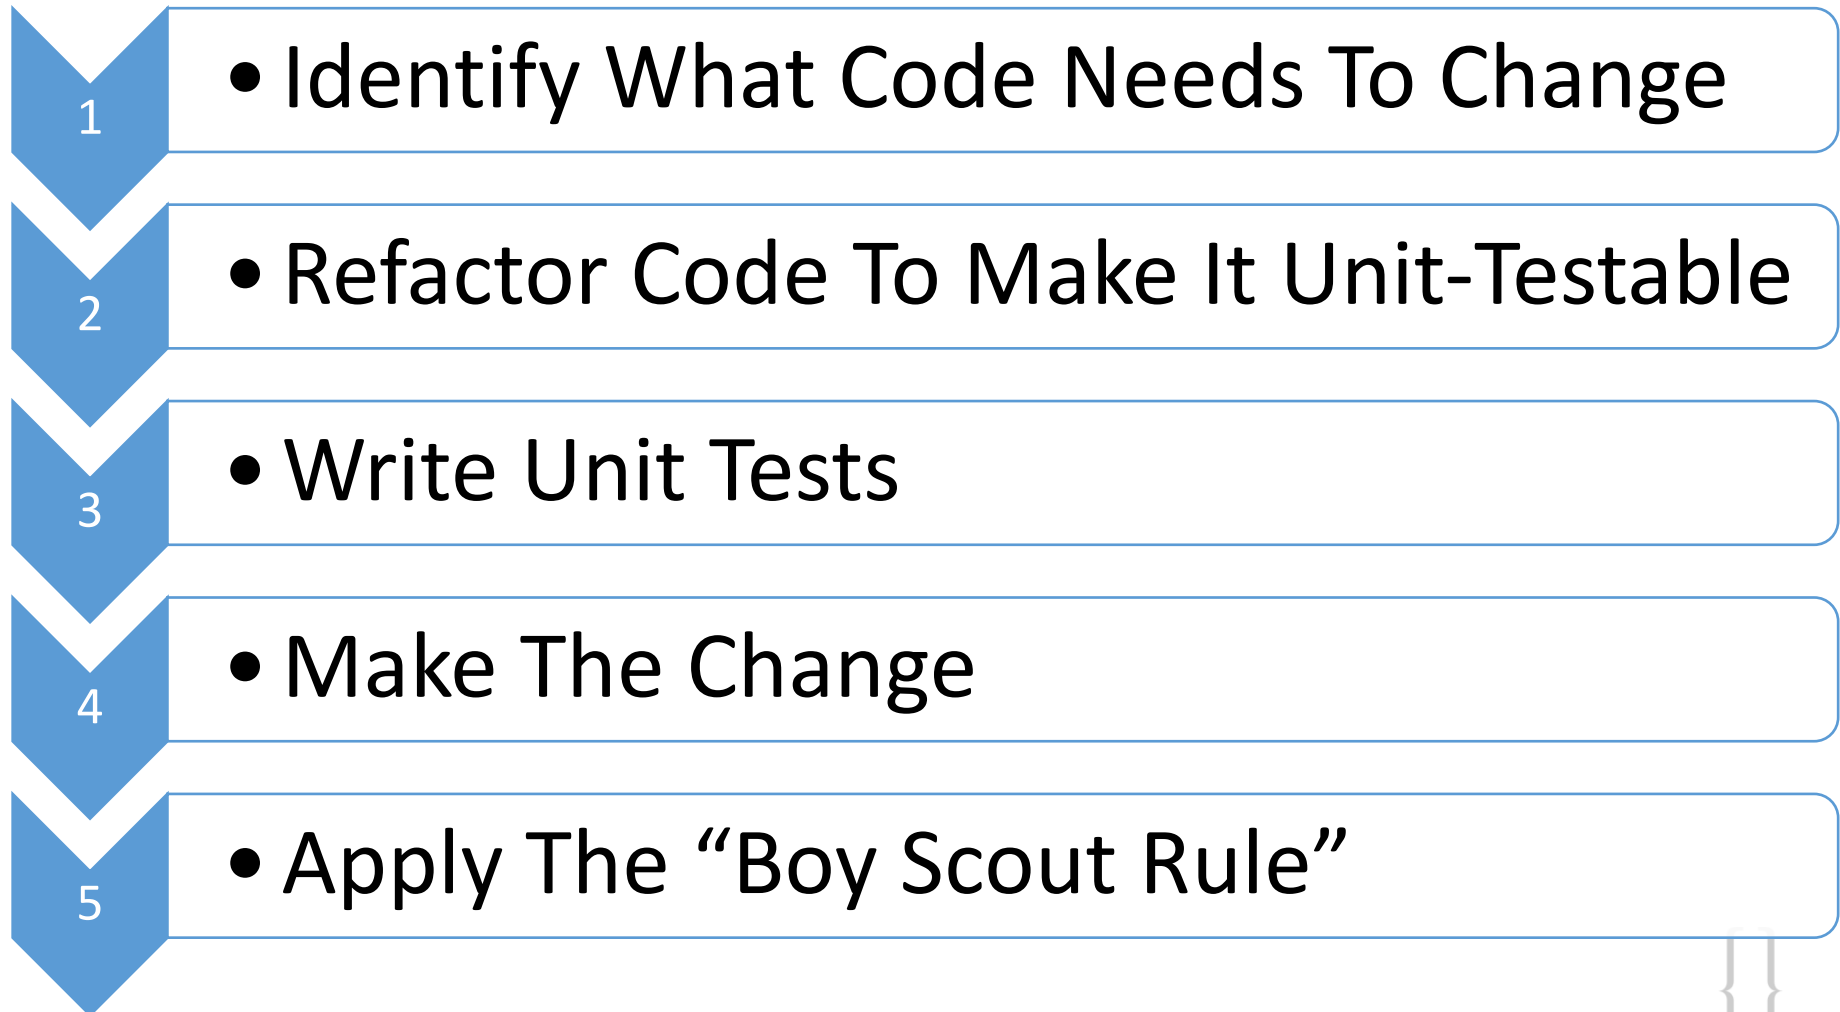 1
• Identify What Code Needs To Change
2
• Refactor Code To Make It Unit-Testable
3
• Write Unit Tests
4
• Make The Change
5
• Apply The “Boy Scout Rule”
{ }